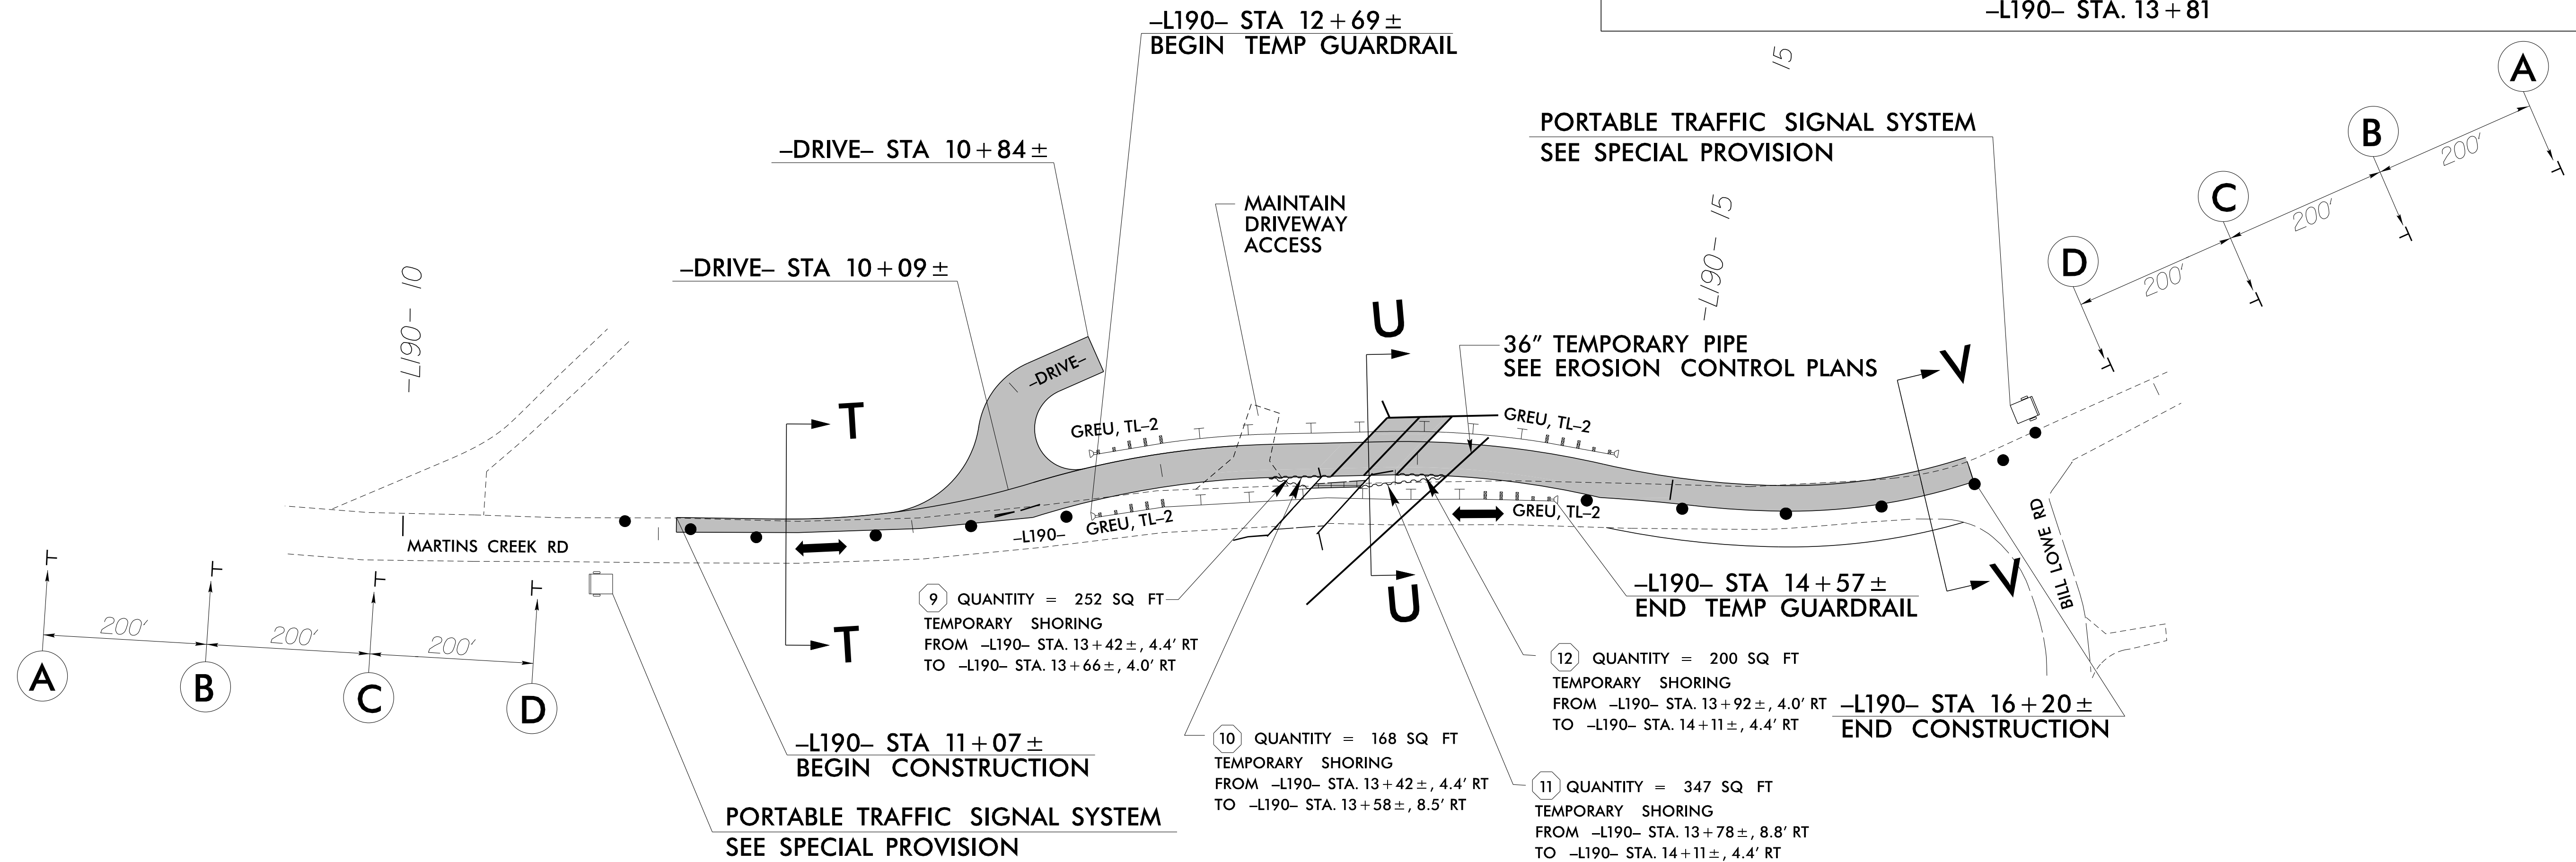 –L190– STA. 13+81
–L190– STA 12+69±
BEGIN TEMP GUARDRAIL
15
A
B
C
D
200'
200'
200'
PORTABLE TRAFFIC SIGNAL SYSTEM
SEE SPECIAL PROVISION
–DRIVE– STA 10+84±
MAINTAIN
DRIVEWAY
ACCESS
–DRIVE– STA 10+09±
–L190– 10
–L190– 15
U
36" TEMPORARY PIPE
SEE EROSION CONTROL PLANS
–DRIVE–
T
V
GREU, TL–2
GREU, TL–2
GREU, TL–2
GREU, TL–2
–L190–
MARTINS CREEK RD
BILL LOWE RD
T
U
V
9 QUANTITY = 252 SQ FT
TEMPORARY SHORING
FROM –L190– STA. 13+42±, 4.4' RT
TO –L190– STA. 13+66±, 4.0' RT
–L190– STA 14+57±
END TEMP GUARDRAIL
200'
200'
200'
A
B
C
D
12 QUANTITY = 200 SQ FT
TEMPORARY SHORING
FROM –L190– STA. 13+92±, 4.0' RT
TO –L190– STA. 14+11±, 4.4' RT
–L190– STA 16+20±
END CONSTRUCTION
–L190– STA 11+07±
BEGIN CONSTRUCTION
10 QUANTITY = 168 SQ FT
TEMPORARY SHORING
FROM –L190– STA. 13+42±, 4.4' RT
TO –L190– STA. 13+58±, 8.5' RT
11 QUANTITY = 347 SQ FT
TEMPORARY SHORING
FROM –L190– STA. 13+78±, 8.8' RT
TO –L190– STA. 14+11±, 4.4' RT
PORTABLE TRAFFIC SIGNAL SYSTEM
SEE SPECIAL PROVISION